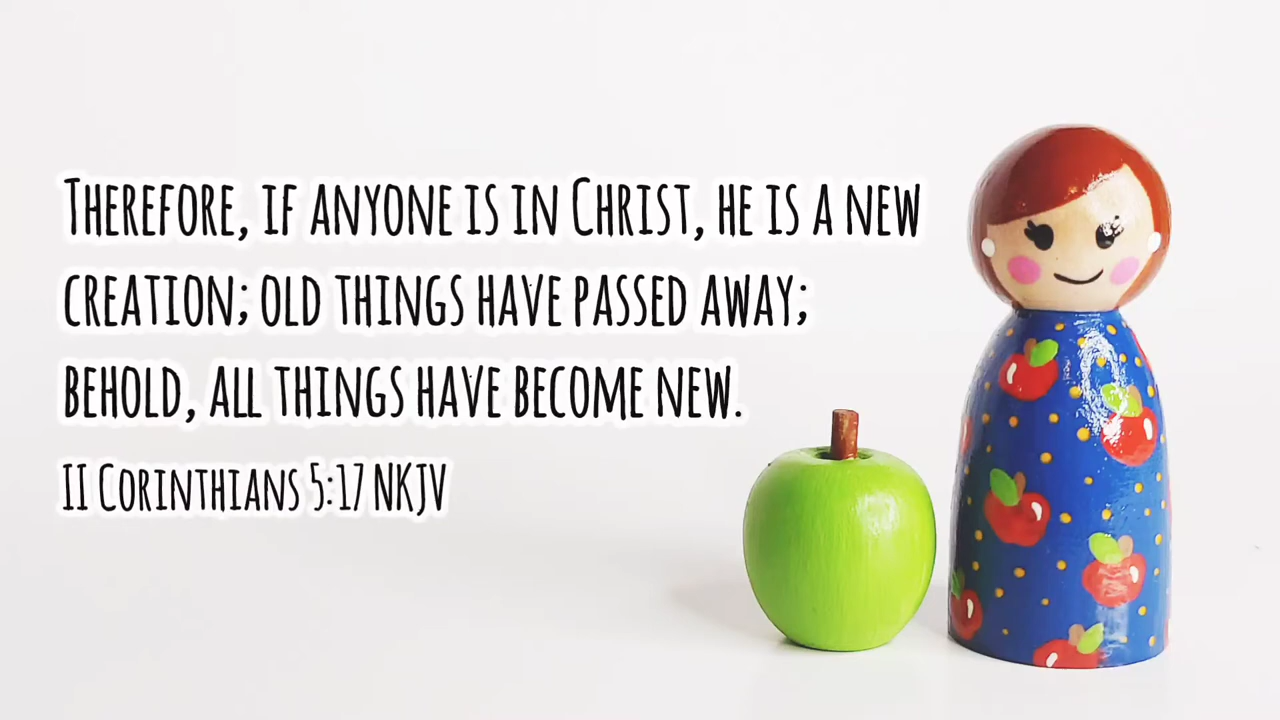 Therefore, if anyone is in Christ, he is a new
creation; old things have passed away;
behold, all things have become new.
II Corinthians 5:17 NKJV